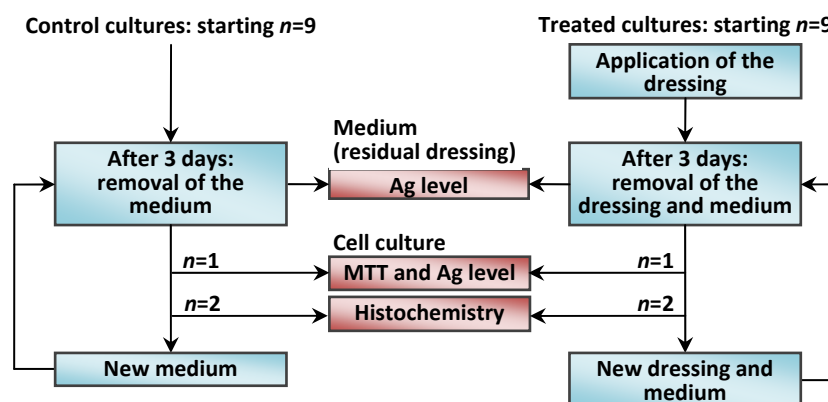 Control cultures: starting n=9
Treated cultures: starting n=9
Application of the
dressing
Medium
(residual dressing)
After 3 days:
removal of the
medium
Ag level
After 3 days:
removal of the
dressing and medium
Cell culture
n=1
MTT and Ag level
n=1
n=2
Histochemistry
n=2
New medium
New dressing and
medium